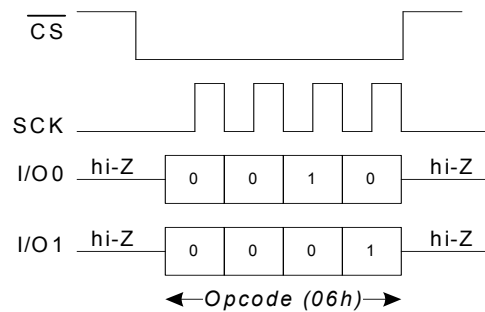 CS
SCK
I/O0 hi-Z 0 0 1 0 hi-Z
I/O1 hi-Z 0 0 0 1 hi-Z
Opcode (06h)